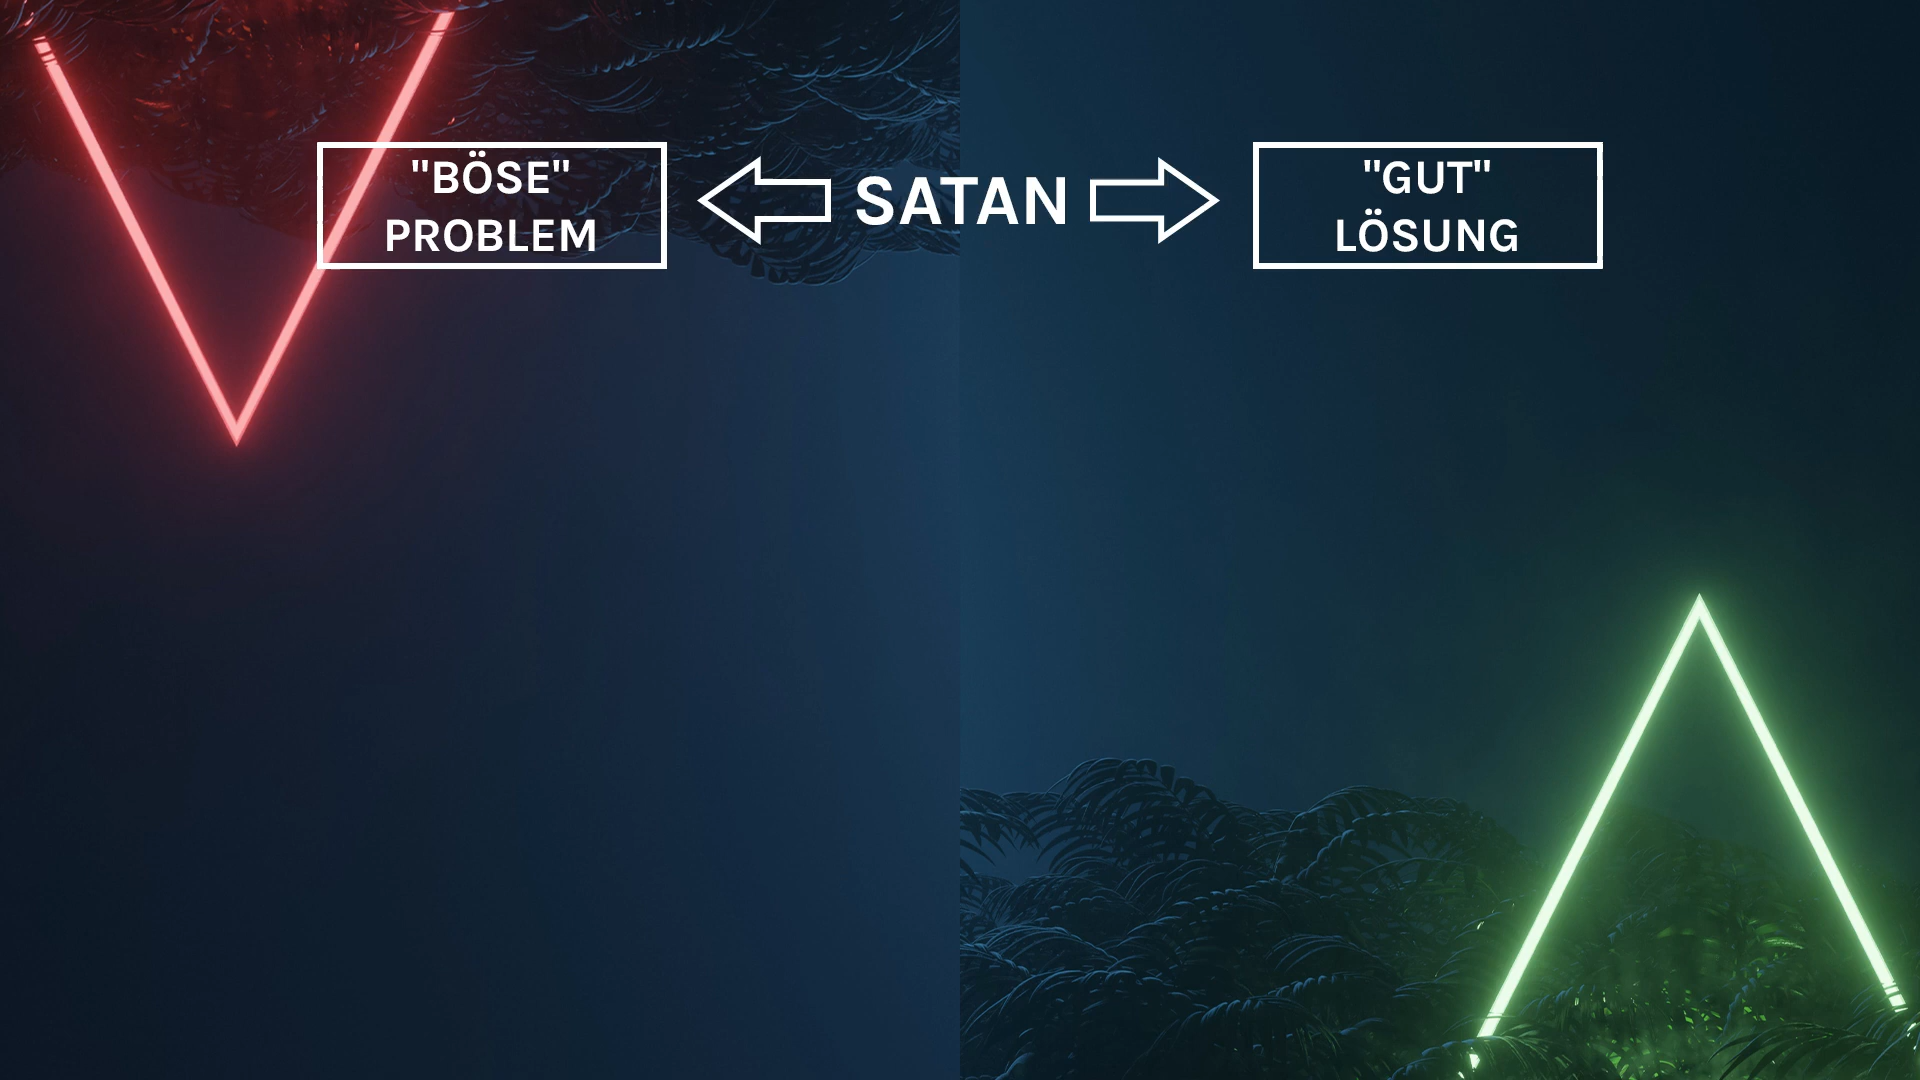 "BÖSE"
PROBLEM
SATAN
"GUT"
LÖSUNG